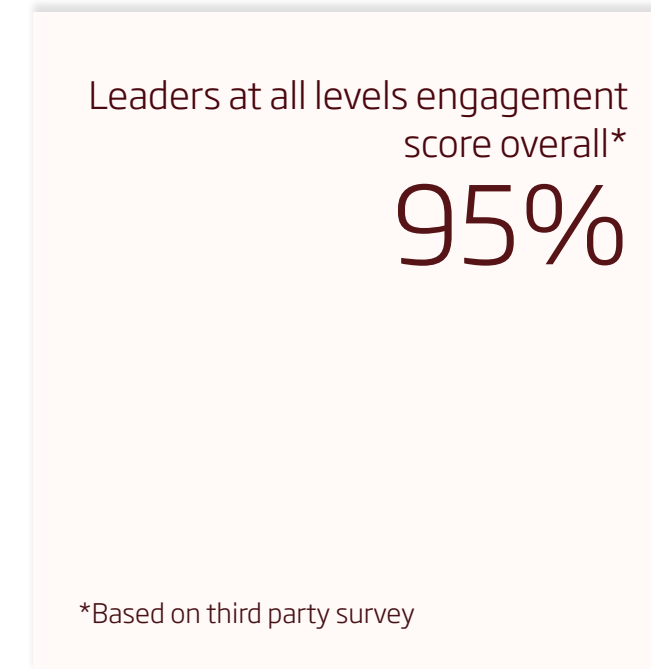 Leaders at all levels engagement
score overall*
95%
*Based on third party survey